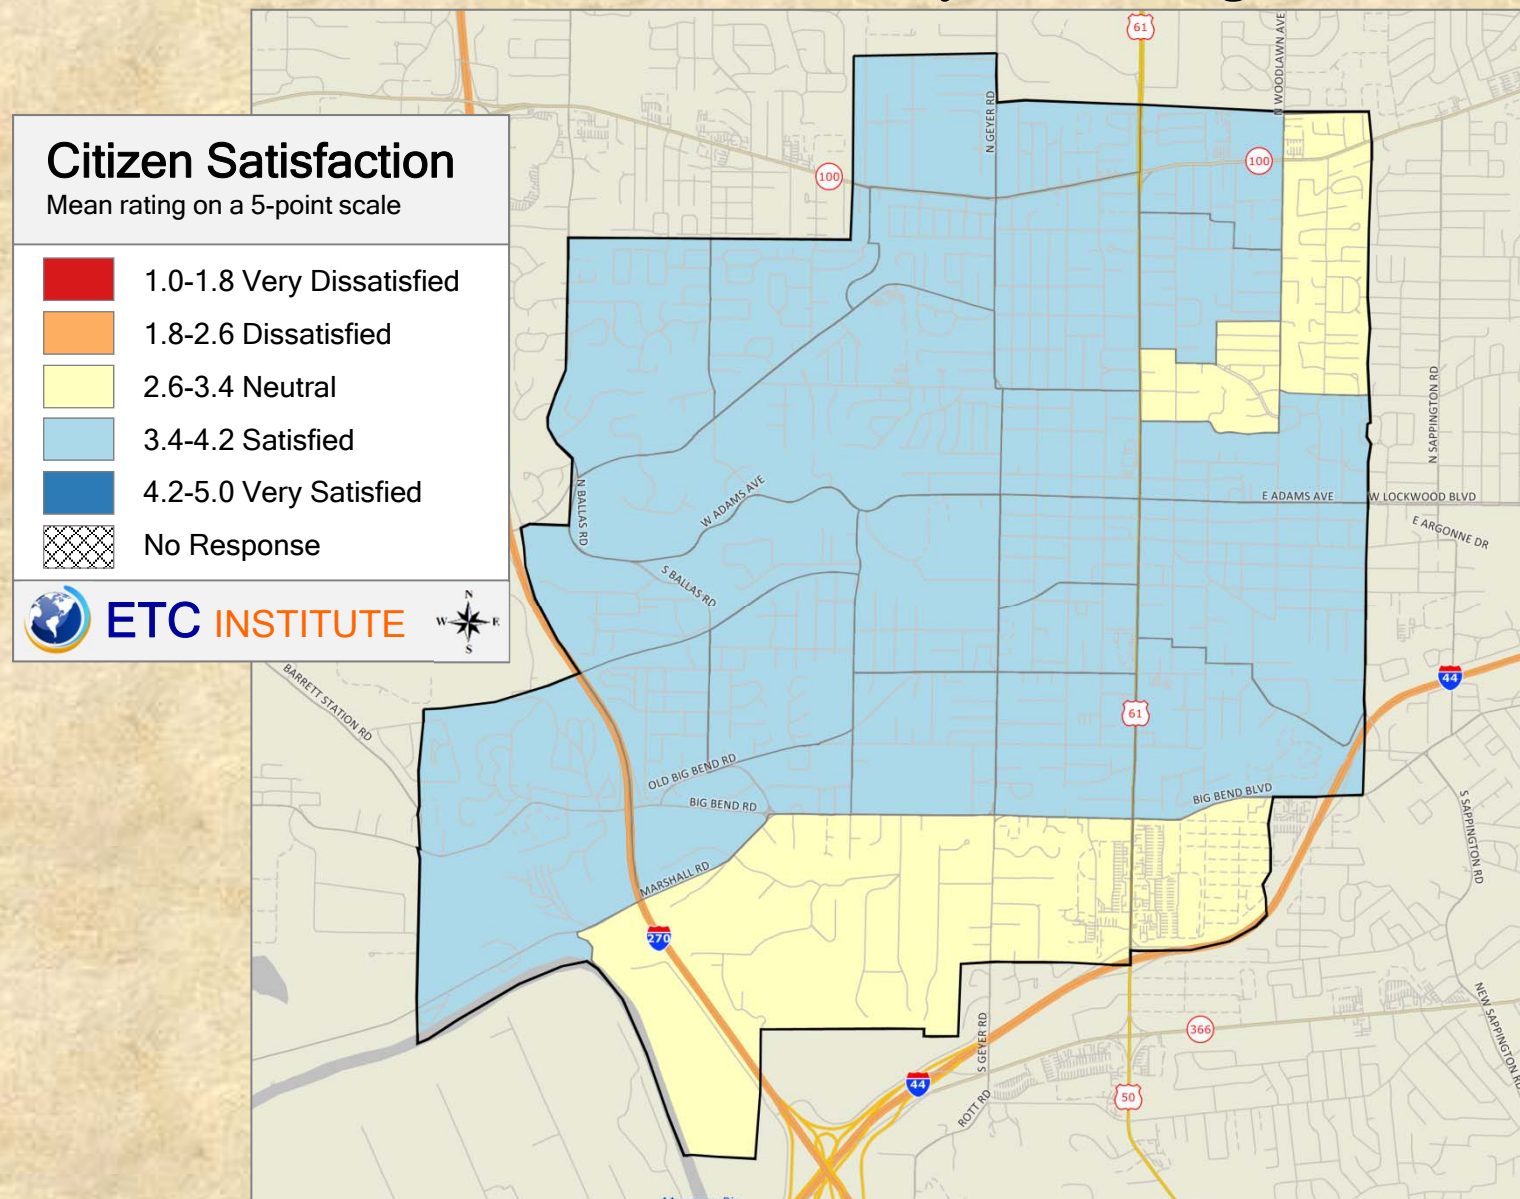 Citizen Satisfaction
Mean rating on a 5-point scale
1.0-1.8 Very Dissatisfied
1.8-2.6 Dissatisfied
2.6-3.4 Neutral
3.4-4.2 Satisfied
4.2-5.0 Very Satisfied
No Response
ETC INSTITUTE
N
W E
S
61
N WOODLAWN AVE
N GEYER RD
100
100
N SAPPINGTON RD
N BALLAS RD
W ADAMS AVE
E ADAMS AVE
W LOCKWOOD BLVD
E ARGONNE DR
S BALLAS RD
BARRETT STATION RD
44
61
OLD BIG BEND RD
BIG BEND RD
BIG BEND BLVD
S SAPPINGTON RD
MARSHALL RD
270
S GEYER RD
366
NEW SAPPINGTON RD
44
ROTT RD
50